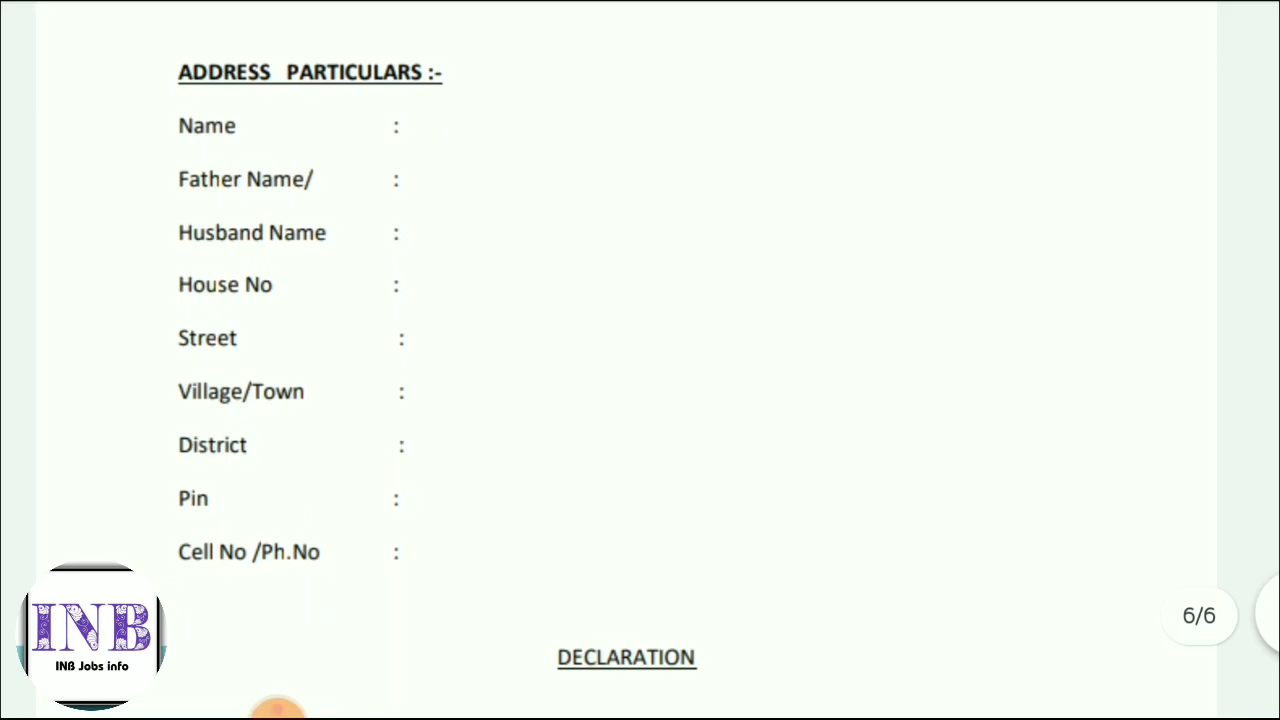 ADDRESS PARTICULARS :-
Name :
Father Name/ :
Husband Name :
House No :
Street :
Village/Town :
District :
Pin :
Cell No /Ph.No :
INB
INB Jobs info
6/6
DECLARATION